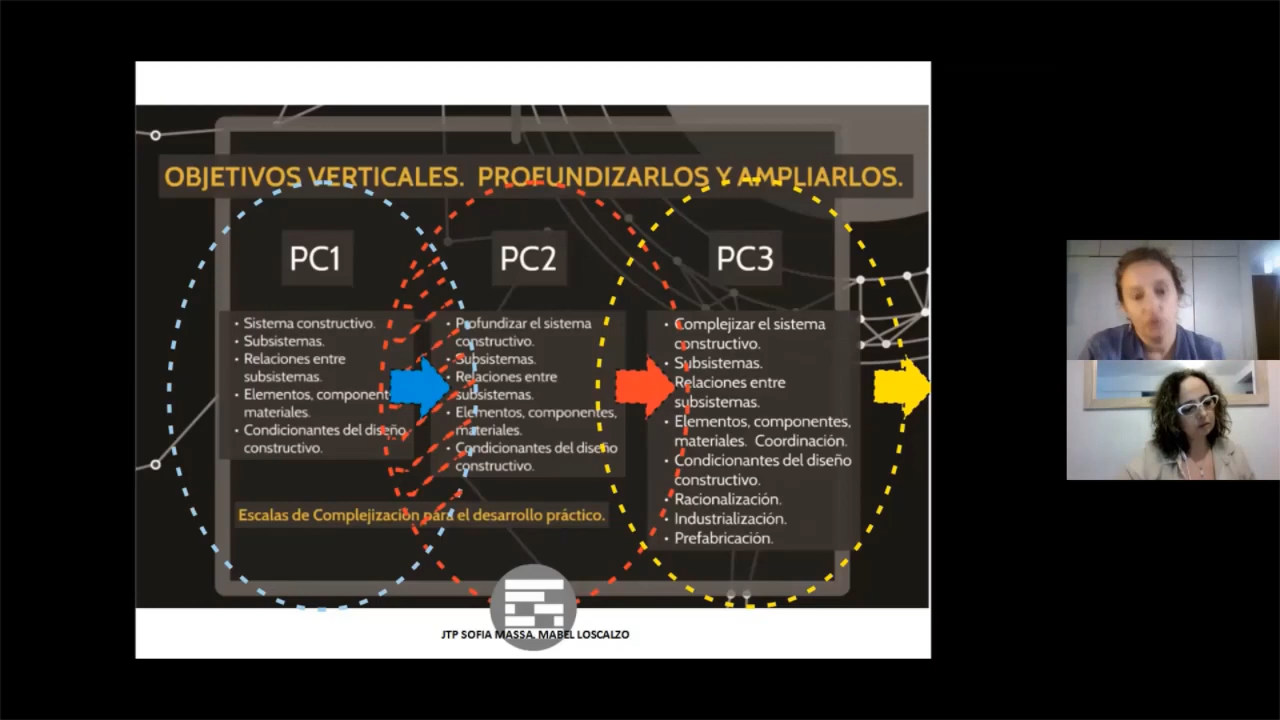 OBJETIVOS VERTICALES. PROFUNDIZARLOS Y AMPLIARLOS.
PC1
• Sistema constructivo.
• Subsistemas.
• Relaciones entre
subsistemas.
• Elementos, component
materiales.
• Condicionantes del diseño
constructivo.
PC2
• Profundizar el sistema
constructivo.
• Subsistemas.
• Relaciones entre
subsistemas.
• Elementos, componentes,
materiales.
• Condicionantes del diseño
constructivo.
PC3
• Complejizar el sistema
constructivo.
• Subsistemas.
• Relaciones entre
subsistemas.
• Elementos, componentes,
materiales. Coordinación.
• Condicionantes del diseño
constructivo.
• Racionalización.
• Industrialización.
• Prefabricación.
Escalas de Complejización para el desarrollo práctico.
JTP SOFIA MASSA, MABEL LOSCALZO